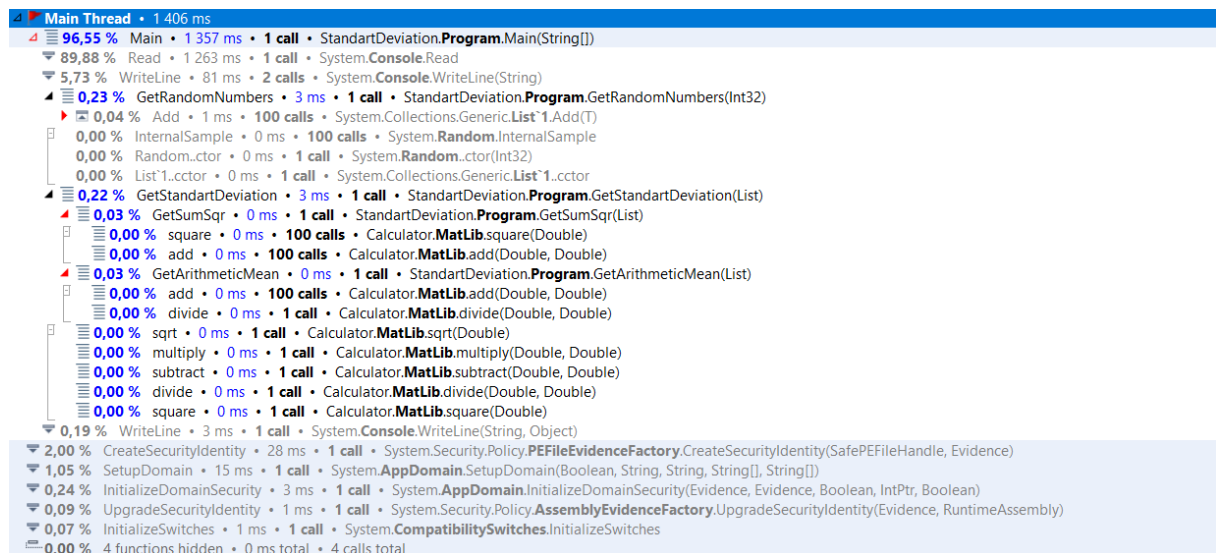 Main Thread • 1 406 ms
96,55 % Main • 1 357 ms • 1 call • StandartDeviation.Program.Main(String[])
89,88 % Read • 1 263 ms • 1 call • System.Console.Read
5,73 % WriteLine • 81 ms • 2 calls • System.Console.WriteLine(String)
0,23 % GetRandomNumbers • 3 ms • 1 call • StandartDeviation.Program.GetRandomNumbers(Int32)
0,04 % Add • 1 ms • 100 calls • System.Collections.Generic.List`1.Add(T)
0,00 % InternalSample • 0 ms • 100 calls • System.Random.InternalSample
0,00 % Random..ctor • 0 ms • 1 call • System.Random..ctor(Int32)
0,00 % List`1..cctor • 0 ms • 1 call • System.Collections.Generic.List`1..cctor
0,22 % GetStandartDeviation • 3 ms • 1 call • StandartDeviation.Program.GetStandartDeviation(List)
0,03 % GetSumSqr • 0 ms • 1 call • StandartDeviation.Program.GetSumSqr(List)
0,00 % square • 0 ms • 100 calls • Calculator.MatLib.square(Double)
0,00 % add • 0 ms • 100 calls • Calculator.MatLib.add(Double, Double)
0,03 % GetArithmeticMean • 0 ms • 1 call • StandartDeviation.Program.GetArithmeticMean(List)
0,00 % add • 0 ms • 100 calls • Calculator.MatLib.add(Double, Double)
0,00 % divide • 0 ms • 1 call • Calculator.MatLib.divide(Double, Double)
0,00 % sqrt • 0 ms • 1 call • Calculator.MatLib.sqrt(Double)
0,00 % multiply • 0 ms • 1 call • Calculator.MatLib.multiply(Double, Double)
0,00 % subtract • 0 ms • 1 call • Calculator.MatLib.subtract(Double, Double)
0,00 % divide • 0 ms • 1 call • Calculator.MatLib.divide(Double, Double)
0,00 % square • 0 ms • 1 call • Calculator.MatLib.square(Double)
0,19 % WriteLine • 3 ms • 1 call • System.Console.WriteLine(String, Object)
2,00 % CreateSecurityIdentity • 28 ms • 1 call • System.Security.Policy.PEFileEvidenceFactory.CreateSecurityIdentity(SafePEFileHandle, Evidence)
1,05 % SetupDomain • 15 ms • 1 call • System.AppDomain.SetupDomain(Boolean, String, String, String[], String[])
0,24 % InitializeDomainSecurity • 3 ms • 1 call • System.AppDomain.InitializeDomainSecurity(Evidence, Evidence, Boolean, IntPtr, Boolean)
0,09 % UpgradeSecurityIdentity • 1 ms • 1 call • System.Security.Policy.AssemblyEvidenceFactory.UpgradeSecurityIdentity(Evidence, RuntimeAssembly)
0,07 % InitializeSwitches • 1 ms • 1 call • System.CompatibilitySwitches.InitializeSwitches
0,00 % 4 functions hidden • 0 ms total • 4 calls total